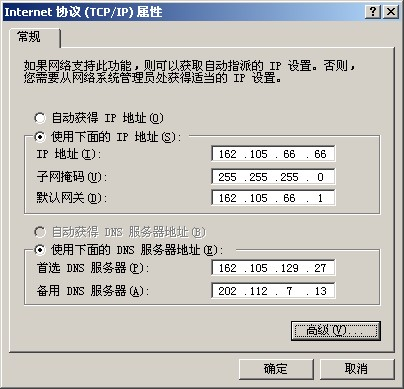 Internet 协议 (TCP/IP) 属性
常规
如果网络支持此功能，则可以获取自动指派的 IP 设置。否则，
您需要从网络系统管理员处获得适当的 IP 设置。
自动获得 IP 地址(O)
使用下面的 IP 地址(S):
IP 地址(I): 162 .105 .66 .66
子网掩码(U): 255 .255 .255 .0
默认网关(D): 162 .105 .66 .1
自动获得 DNS 服务器地址(B)
使用下面的 DNS 服务器地址(E):
首选 DNS 服务器(P): 162 .105 .129 .27
备用 DNS 服务器(A): 202 .112 .7 .13
高级(V)...
确定 取消